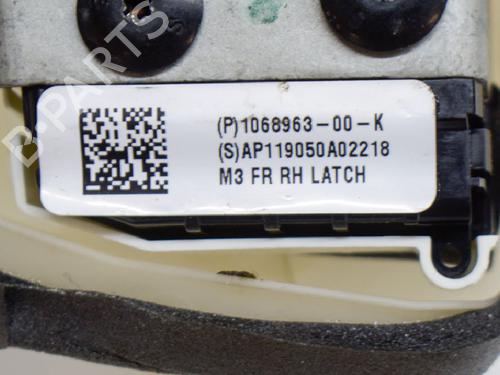 B-PARTS
(P)1068963-00-K
(S)AP119050A02218
M3 FR RH LATCH